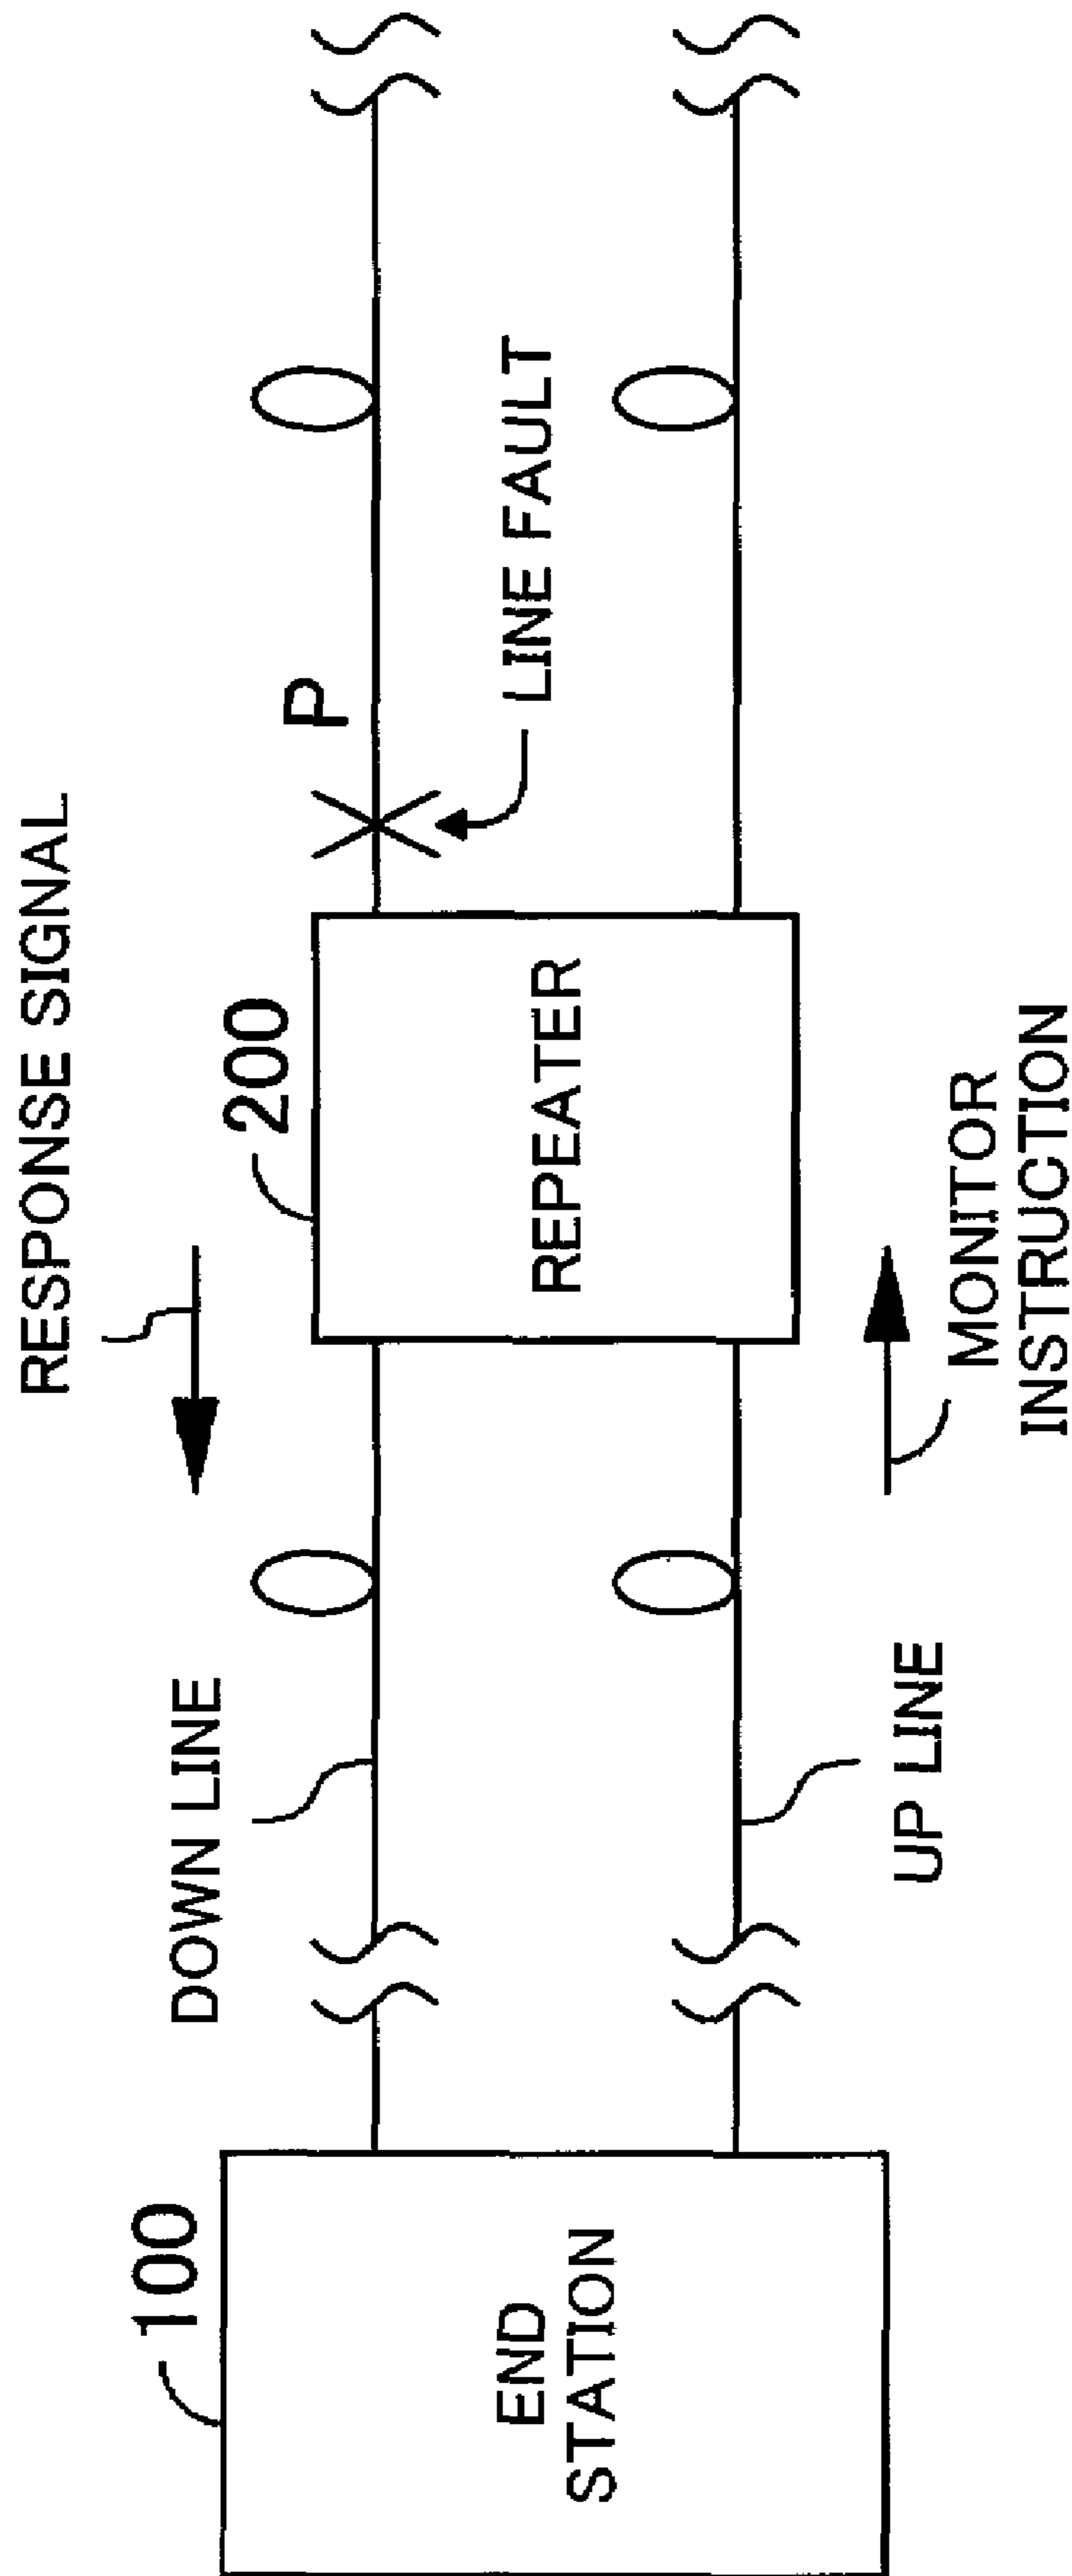 RESPONSE SIGNAL
100
DOWN LINE
200
P
END
STATION
REPEATER
LINE FAULT
UP LINE
MONITOR
INSTRUCTION